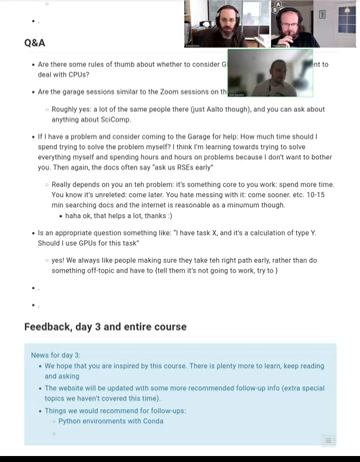 Q&A
Are there some rules of thumb about whether to consider G
nt to
deal with CPUs?
Are the garage sessions similar to the Zoom sessions on th
Roughly yes: a lot of the same people there (just Aalto though), and you can ask about
anything about SciComp.
If I have a problem and consider coming to the Garage for help: How much time should I
spend trying to solve the problem myself? I think I'm learning towards trying to solve
everything myself and spending hours and hours on problems because I don't want to bother
you. Then again, the docs often say "ask us RSEs early"
Really depends on you an teh problem: it's something core to you work: spend more time.
You know it's unreleted: come later. You hate messing with it: come sooner. etc. 10-15
min searching docs and the internet is reasonable as a minumum though.
haha ok, that helps a lot, thanks :)
Is an appropriate question something like: "I have task X, and it's a calculation of type Y.
Should I use GPUs for this task"
yes! We always like people making sure they take teh right path early, rather than do
something off-topic and have to {tell them it's not going to work, try to }
Feedback, day 3 and entire course
News for day 3:
We hope that you are inspired by this course. There is plenty more to learn, keep reading
and asking
The website will be updated with some more recommended follow-up info (extra special
topics we haven't covered this time).
Things we would recommend for follow-ups:
Python environments with Conda